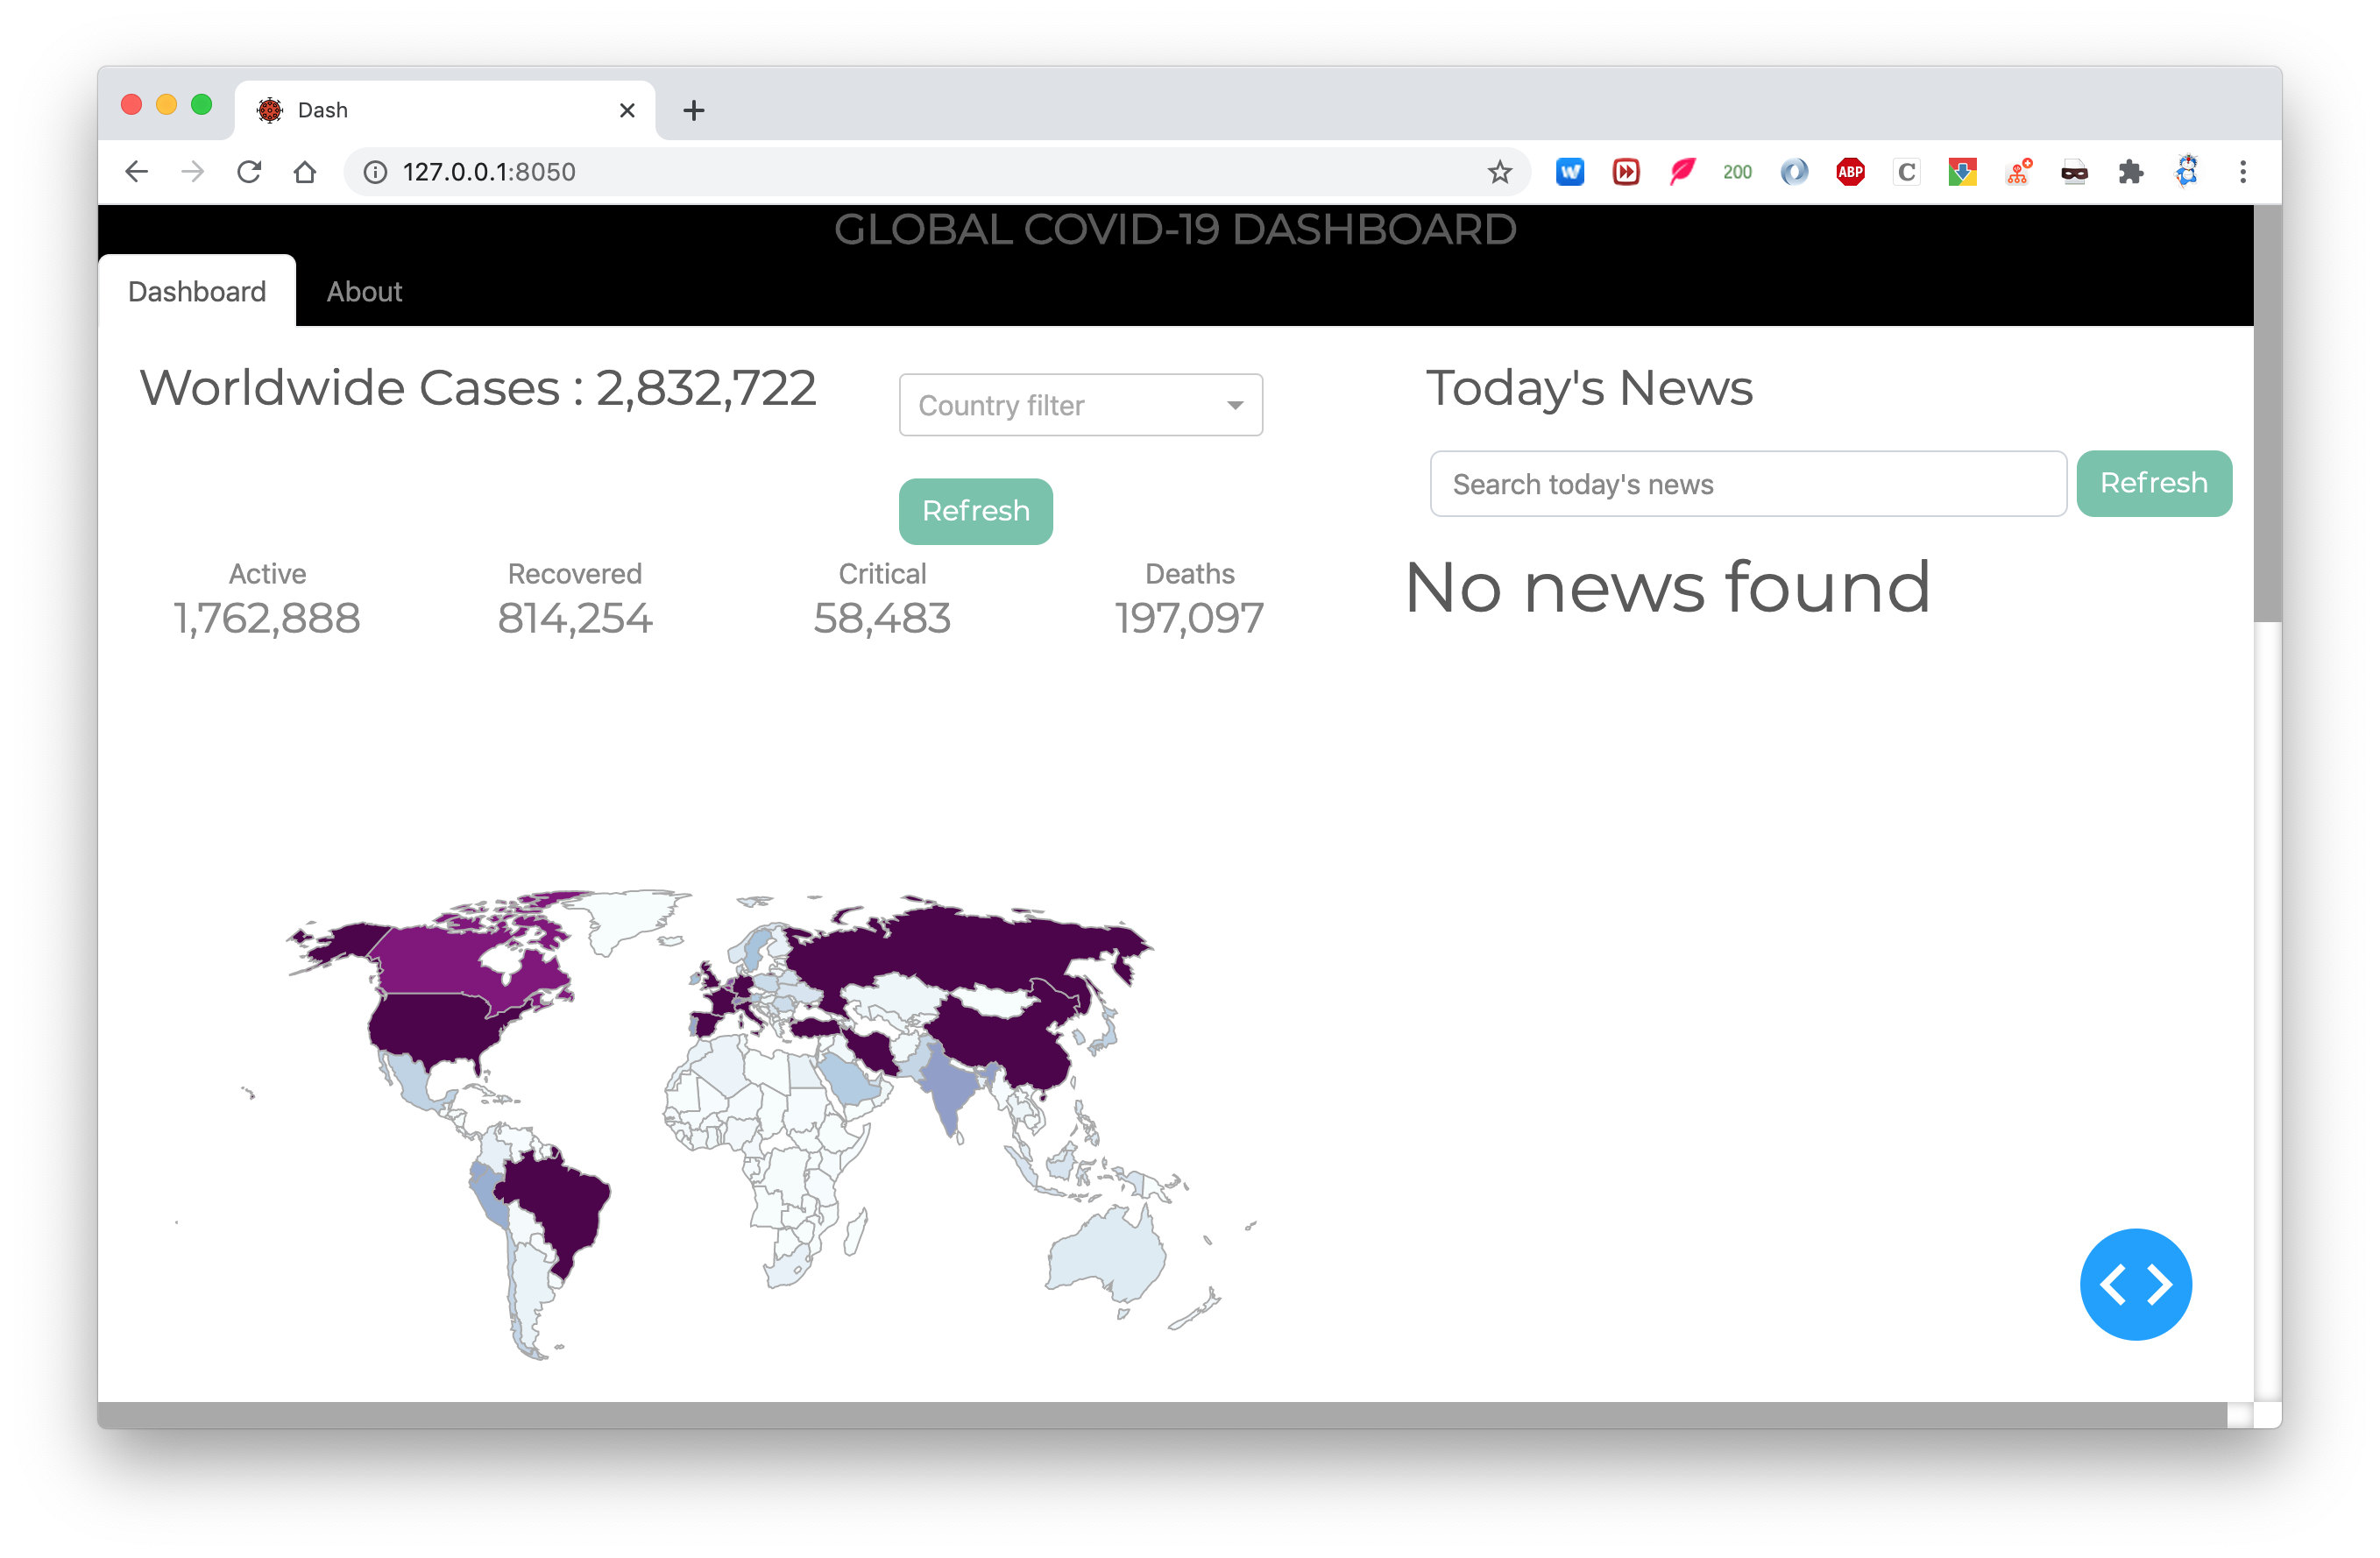 Dash
127.0.0.1:8050
200
ABP
C
GLOBAL COVID-19 DASHBOARD
Dashboard
About
Worldwide Cases : 2,832,722
Country filter
Refresh
Active
1,762,888
Recovered
814,254
Critical
58,483
Deaths
197,097
Today's News
Search today's news
Refresh
No news found